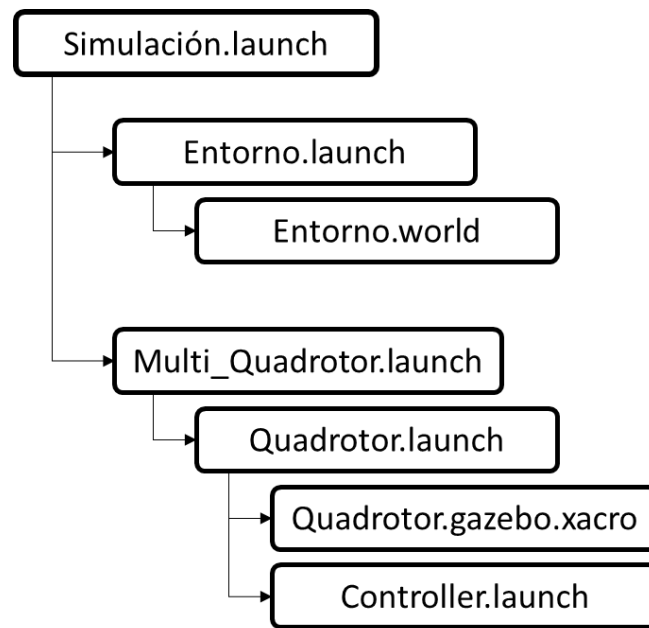 Simulación.launch
Entorno.launch
Entorno.world
Multi_Quadrotor.launch
Quadrotor.launch
Quadrotor.gazebo.xacro
Controller.launch